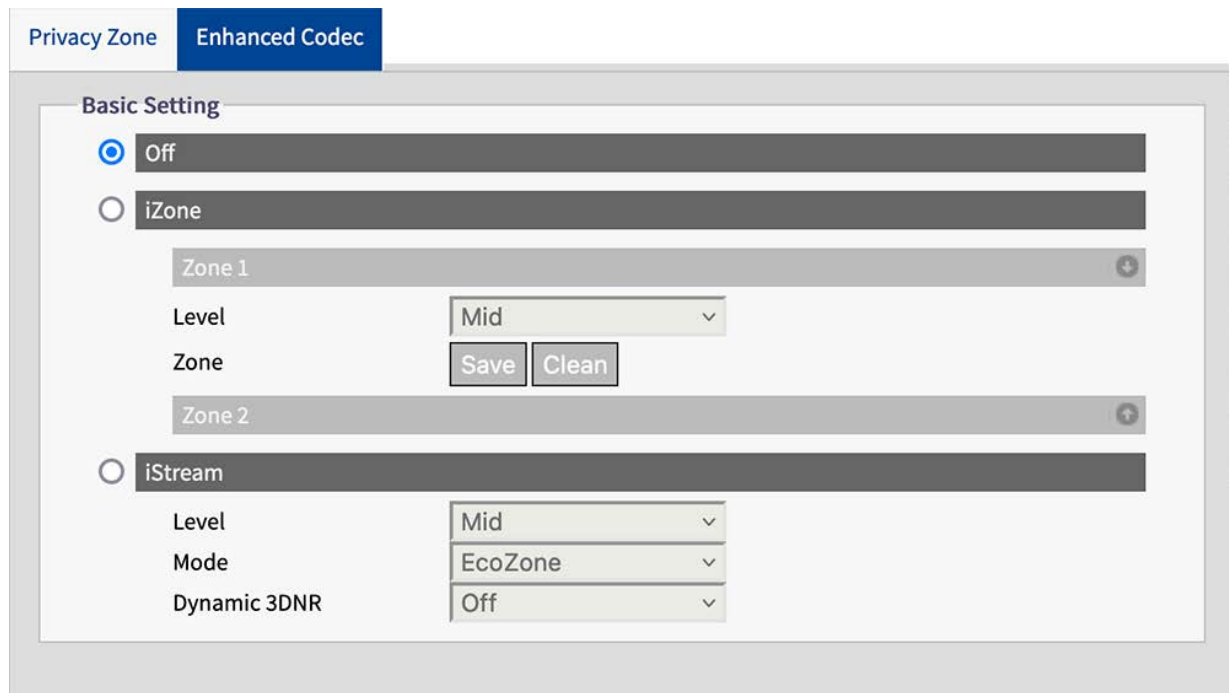 Privacy Zone Enhanced Codec
Basic Setting
Off
iZone
Zone 1
Level Mid
Zone Save Clean
Zone 2
iStream
Level Mid
Mode EcoZone
Dynamic 3DNR Off